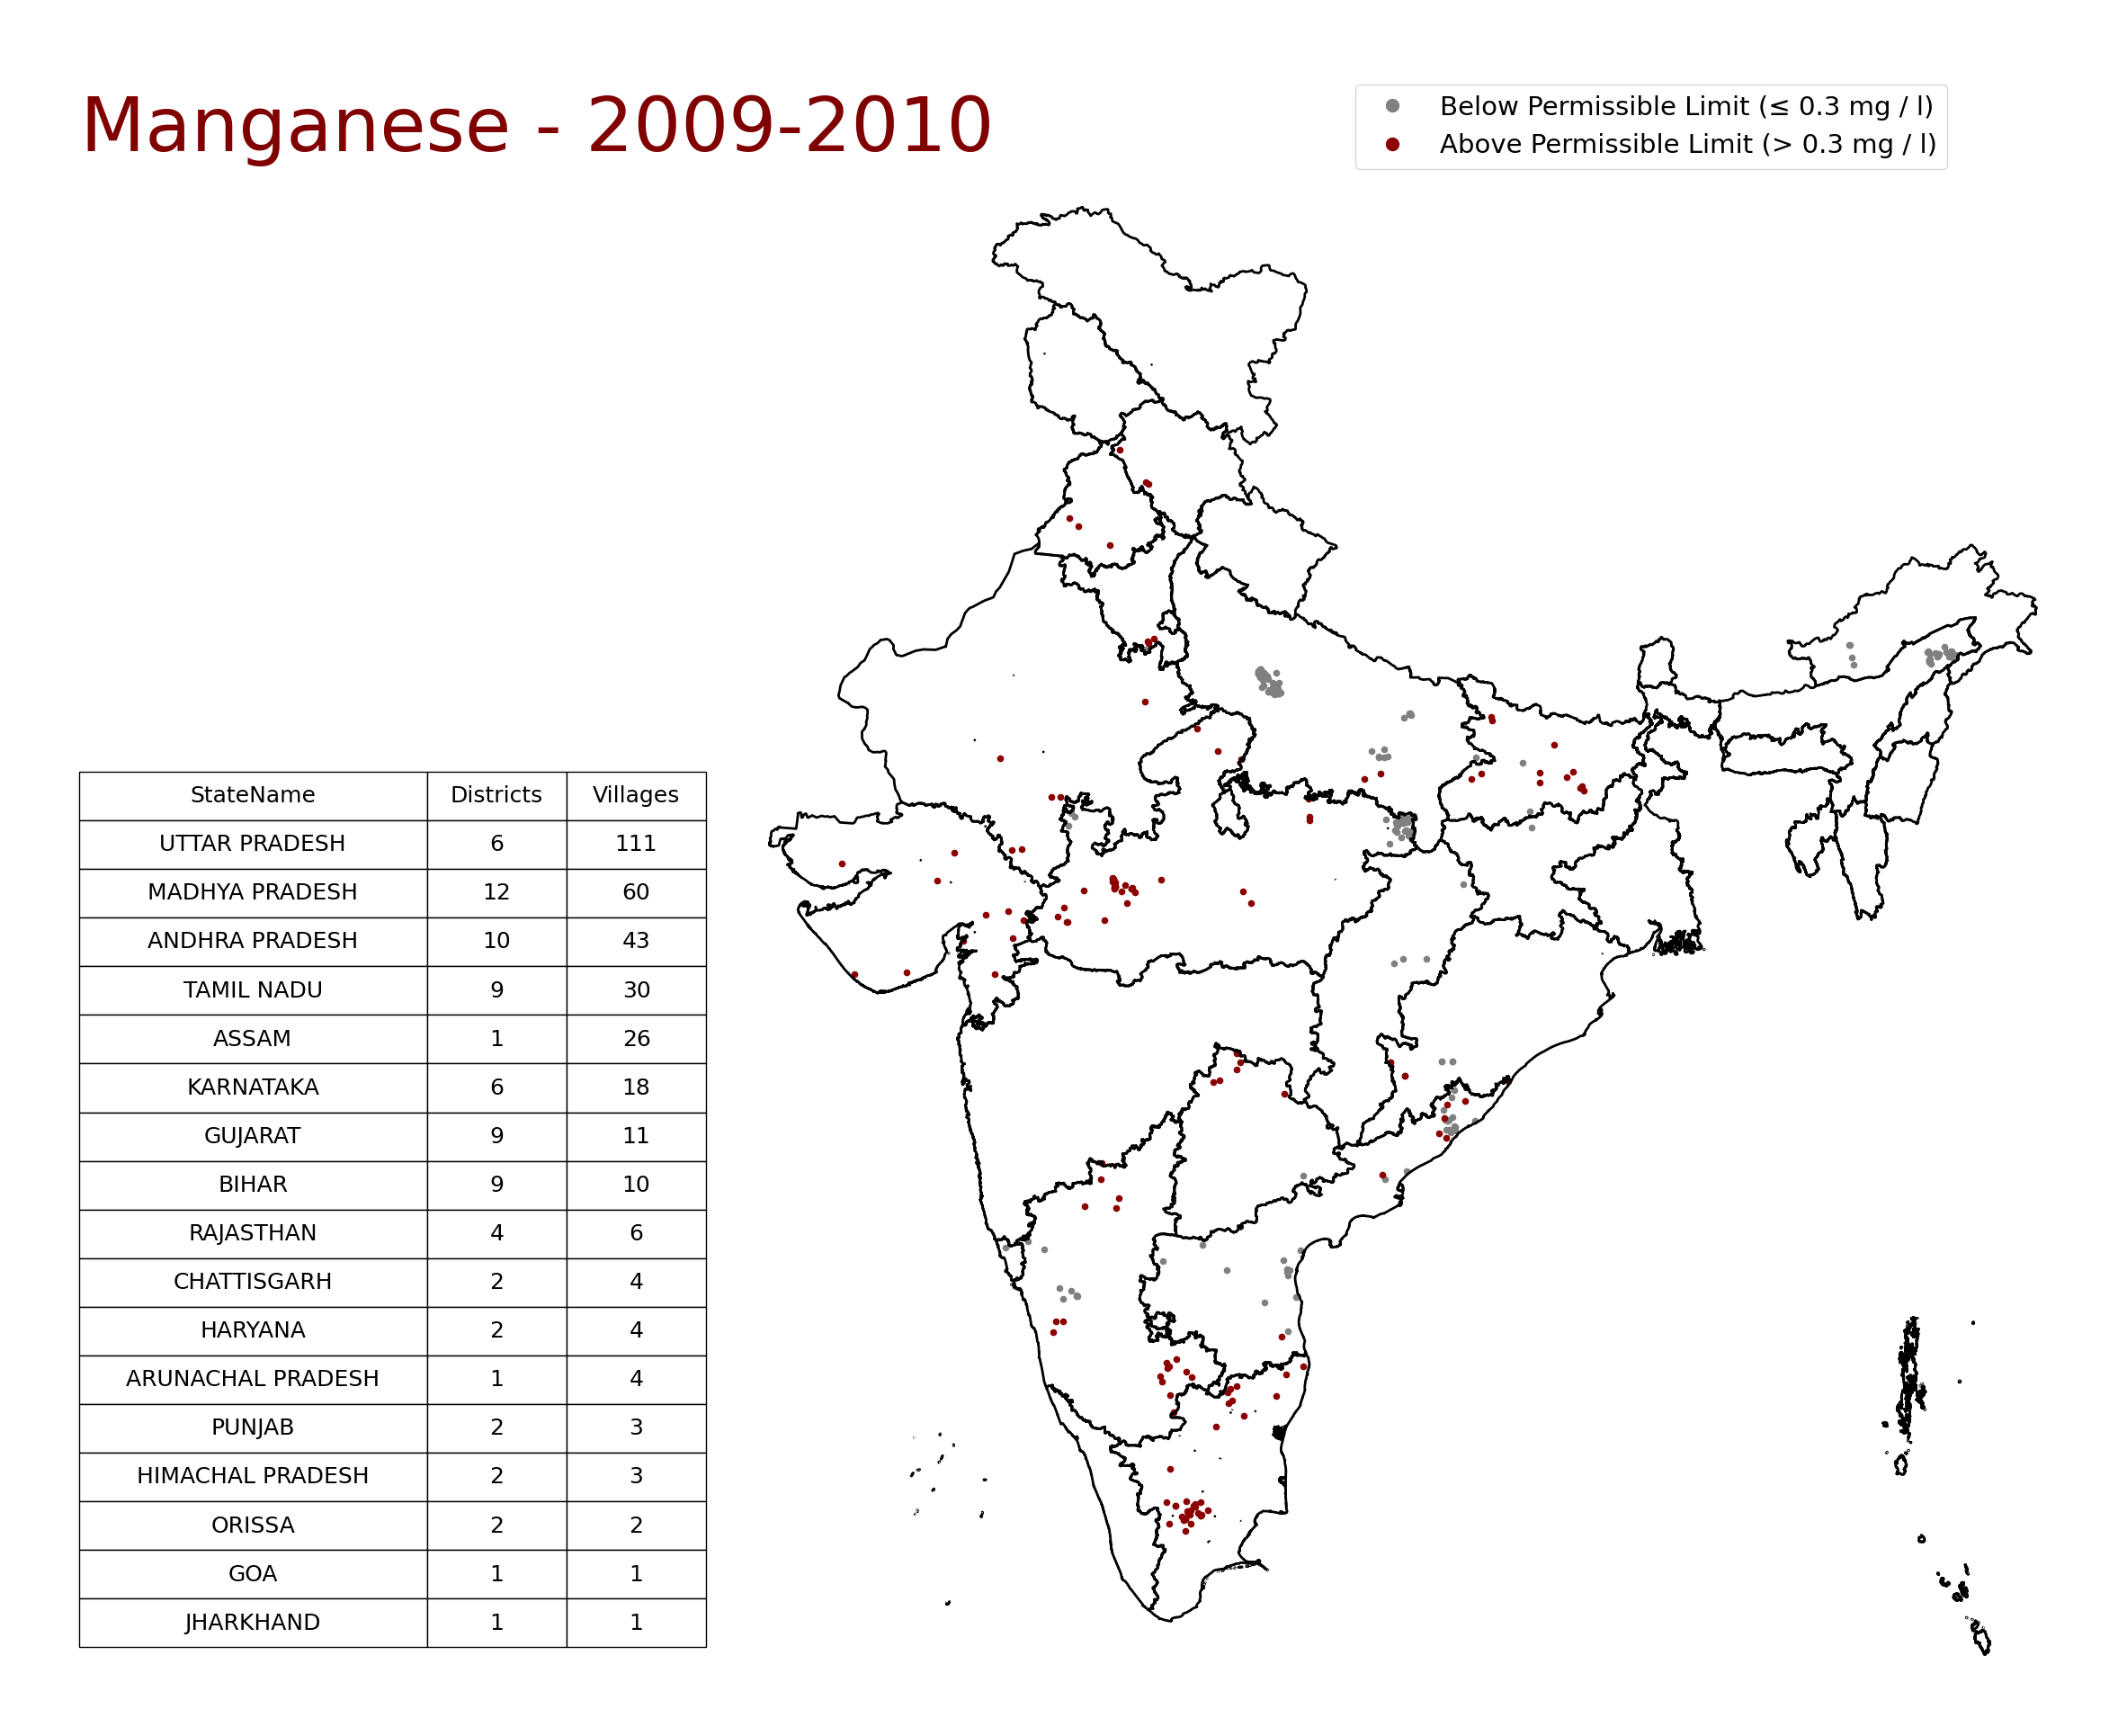 Manganese - 2009-2010
Below Permissible Limit (≤ 0.3 mg / l)
Above Permissible Limit (> 0.3 mg / l)
StateName Districts Villages
UTTAR PRADESH 6 111
MADHYA PRADESH 12 60
ANDHRA PRADESH 10 43
TAMIL NADU 9 30
ASSAM 1 26
KARNATAKA 6 18
GUJARAT 9 11
BIHAR 9 10
RAJASTHAN 4 6
CHATTISGARH 2 4
HARYANA 2 4
ARUNACHAL PRADESH 1 4
PUNJAB 2 3
HIMACHAL PRADESH 2 3
ORISSA 2 2
GOA 1 1
JHARKHAND 1 1